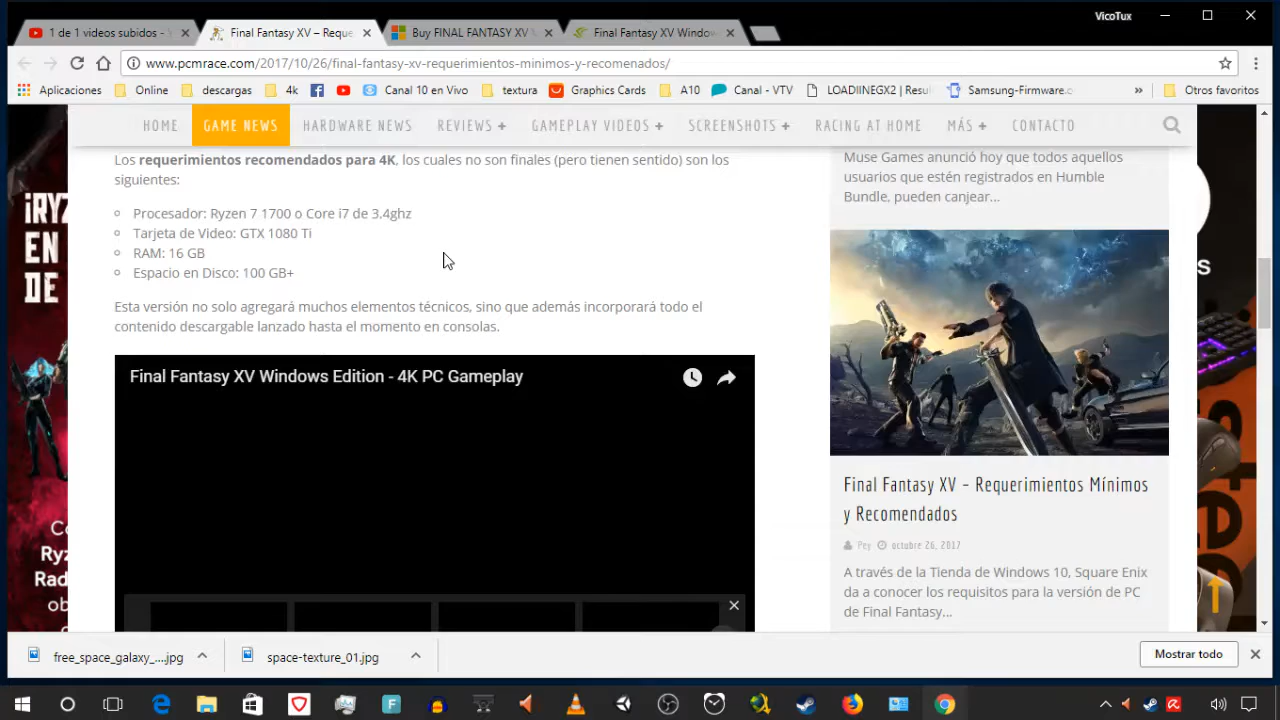 VicoTux
1 de 1 videos subidos - Y
Final Fantasy XV – Reque
Buy FINAL FANTASY XV
Final Fantasy XV Window
www.pcmrace.com/2017/10/26/final-fantasy-xv-requerimientos-minimos-y-recomenados/
Aplicaciones
Online
descargas
4k
Canal 10 en Vivo
textura
Graphics Cards
A10
Canal - VTV
LOADIINEGX2 | Resul
Samsung-Firmware.c
»
Otros favoritos
HOME
GAME NEWS
HARDWARE NEWS
REVIEWS +
GAMEPLAY VIDEOS +
SCREENSHOTS +
RACING AT HOME
MÁS +
CONTACTO
Los requerimientos recomendados para 4K, los cuales no son finales (pero tienen sentido) son los
siguientes:
Procesador: Ryzen 7 1700 o Core i7 de 3.4ghz
Tarjeta de Video: GTX 1080 Ti
RAM: 16 GB
Espacio en Disco: 100 GB+
Esta versión no solo agregará muchos elementos técnicos, sino que además incorporará todo el
contenido descargable lanzado hasta el momento en consolas.
Final Fantasy XV Windows Edition - 4K PC Gameplay
Muse Games anunció hoy que todos aquellos
usuarios que estén registrados en Humble
Bundle, pueden canjear...
Final Fantasy XV – Requerimientos Mínimos
y Recomendados
Pey
octubre 26, 2017
A través de la Tienda de Windows 10, Square Enix
da a conocer los requisitos para la versión de PC
de Final Fantasy...
¡RYZ
EN
DE
Ryz
Rad
ob
free_space_galaxy_....jpg
space-texture_01.jpg
Mostrar todo